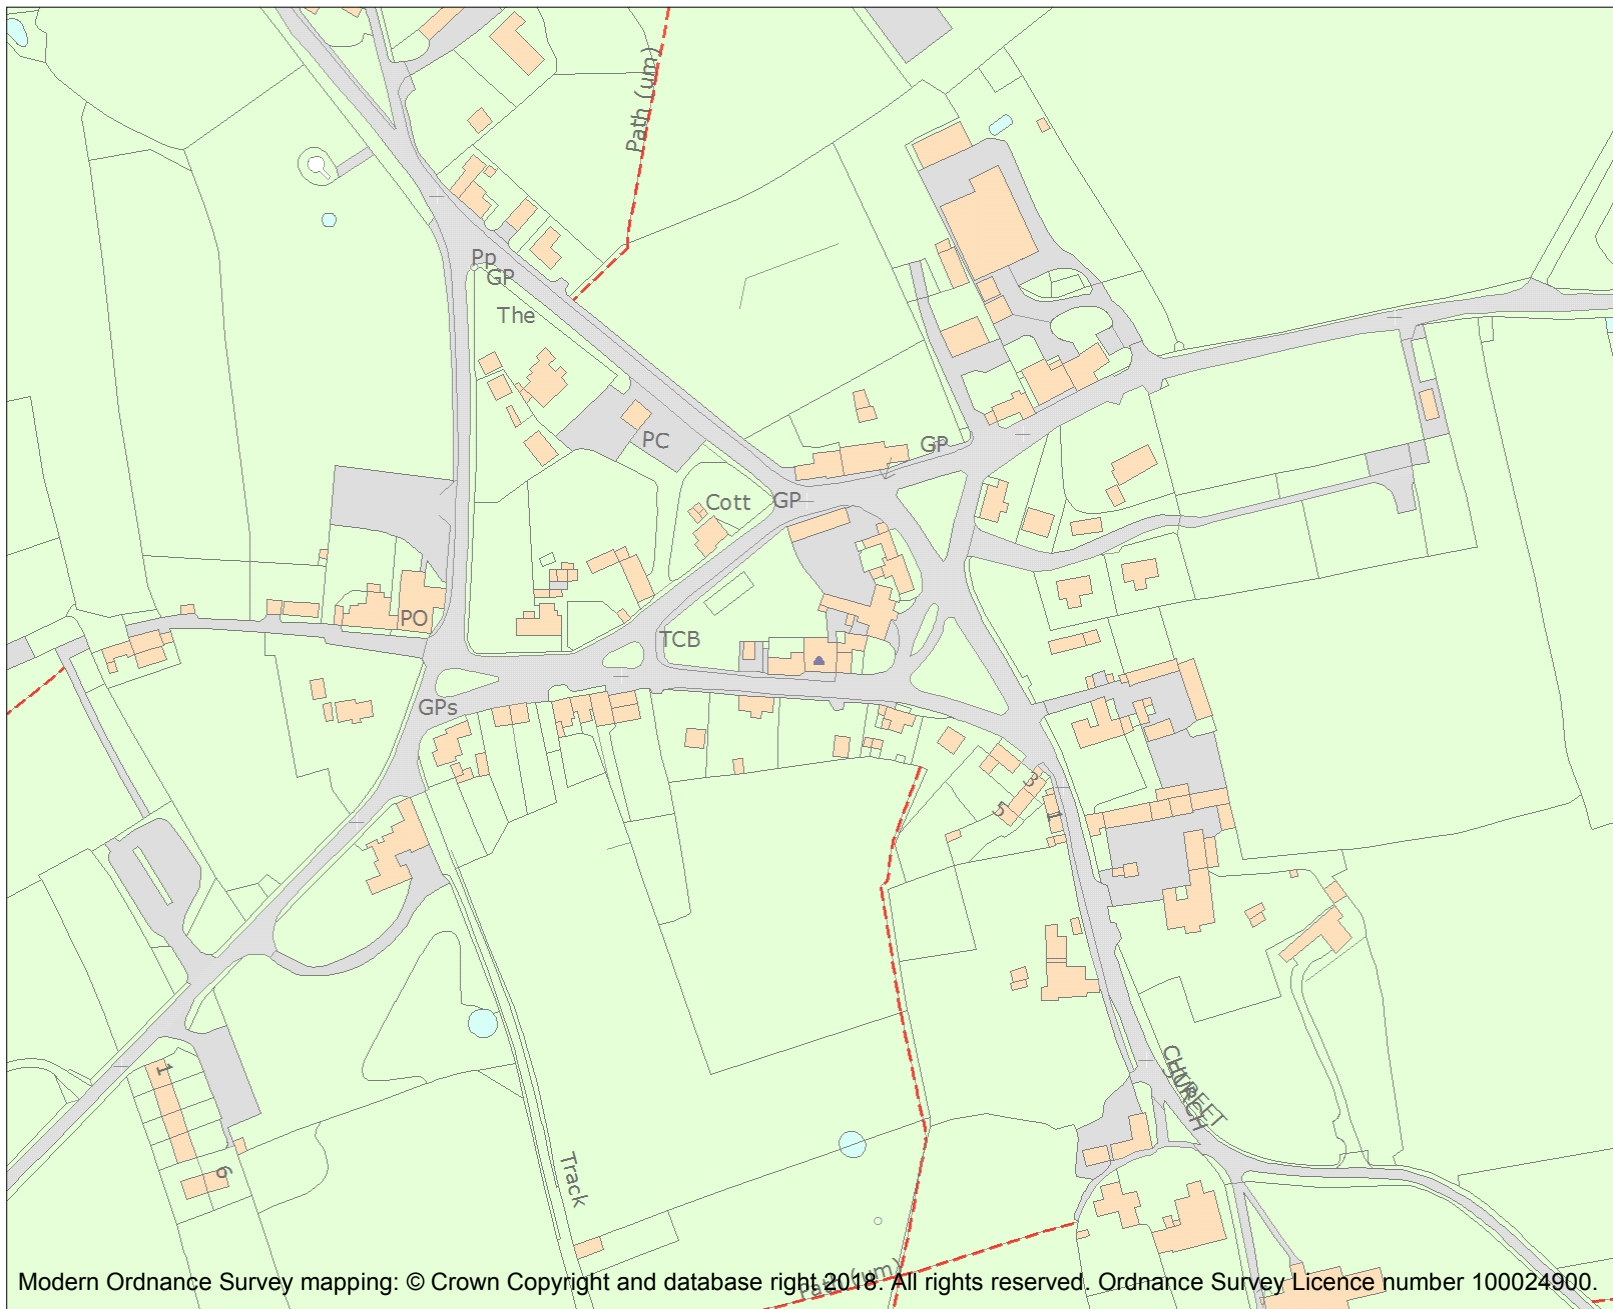 Path (um)
Pp
GP
The
PC
GP
Cott
GP
PO
TCB
GPs
3
5
1
CHURCH
STREET
1
6
Track
Path (um)
Modern Ordnance Survey mapping: © Crown Copyright and database right 2018. All rights reserved. Ordnance Survey Licence number 100024900.